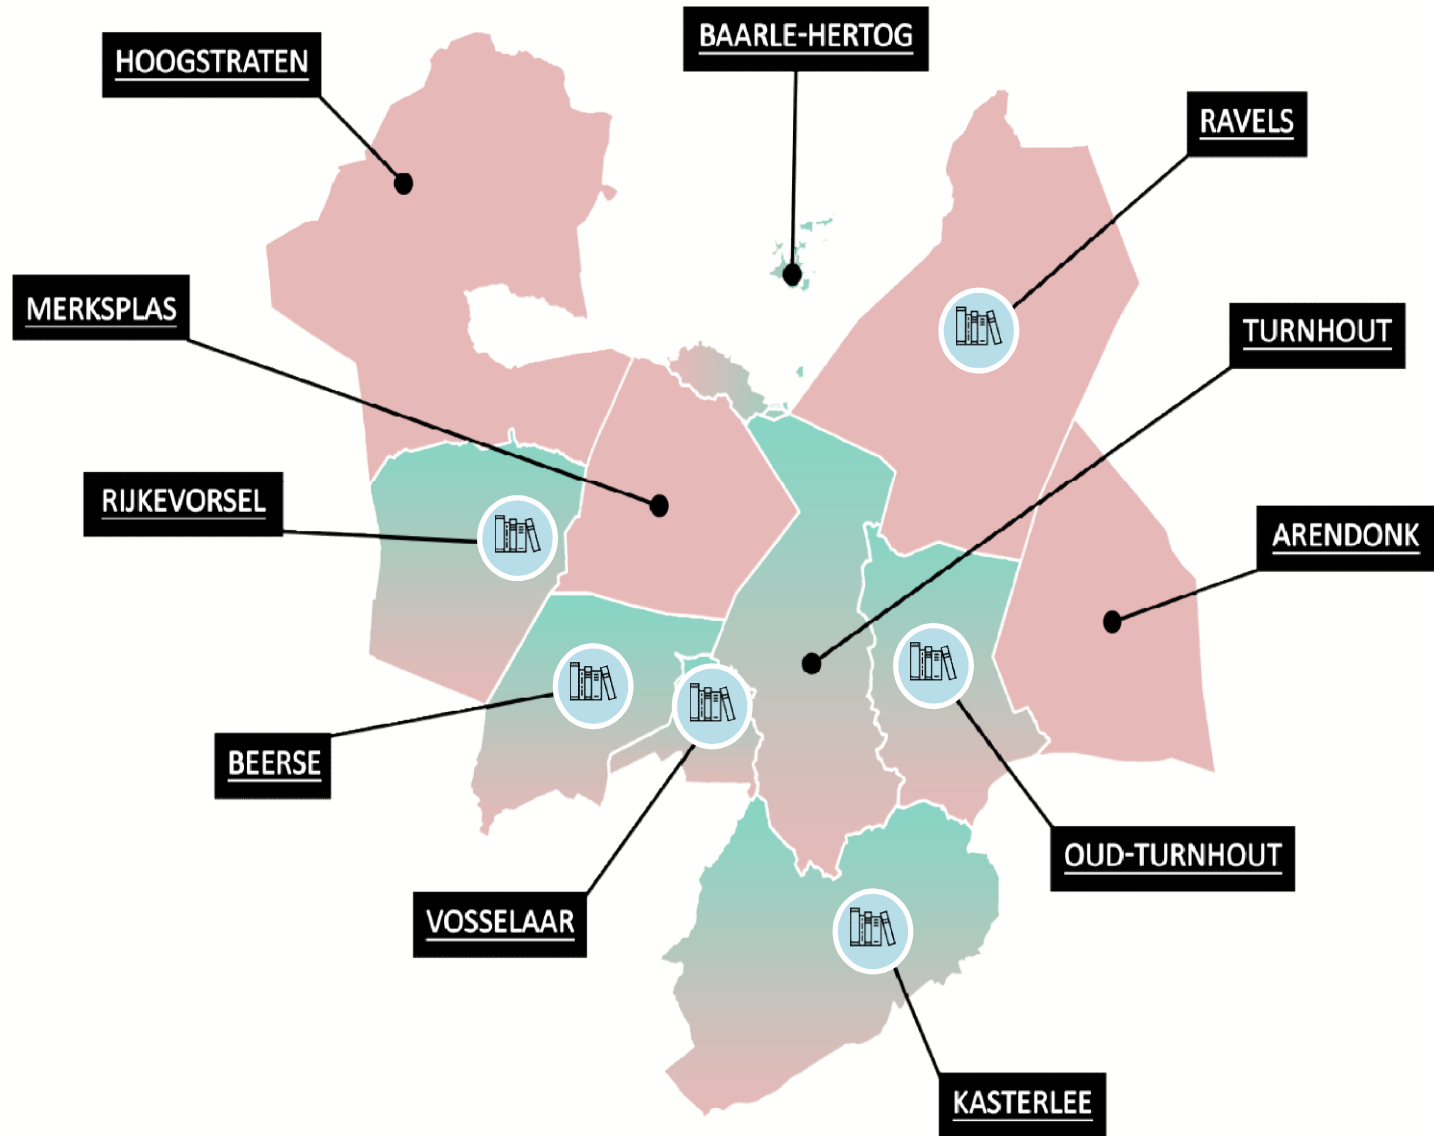 BAARLE-HERTOG
HOOGSTRATEN
RAVELS
MERKSPLAS
TURNHOUT
RIJKEVORSEL
ARENDONK
BEERSE
OUD-TURNHOUT
VOSSELAAR
KASTERLEE